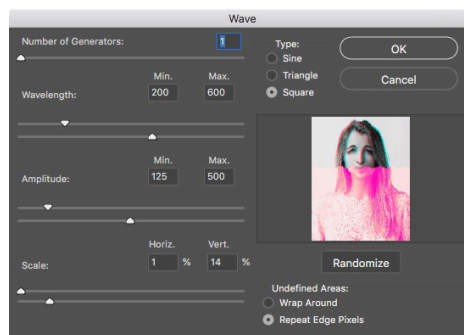 Wave
Number of Generators:
1
Type:
Sine
Triangle
Square
OK
Cancel
Min. Max.
Wavelength: 200 600
Min. Max.
Amplitude: 125 500
Horiz. Vert.
Scale: 1 % 14 %
Randomize
Undefined Areas:
Wrap Around
Repeat Edge Pixels